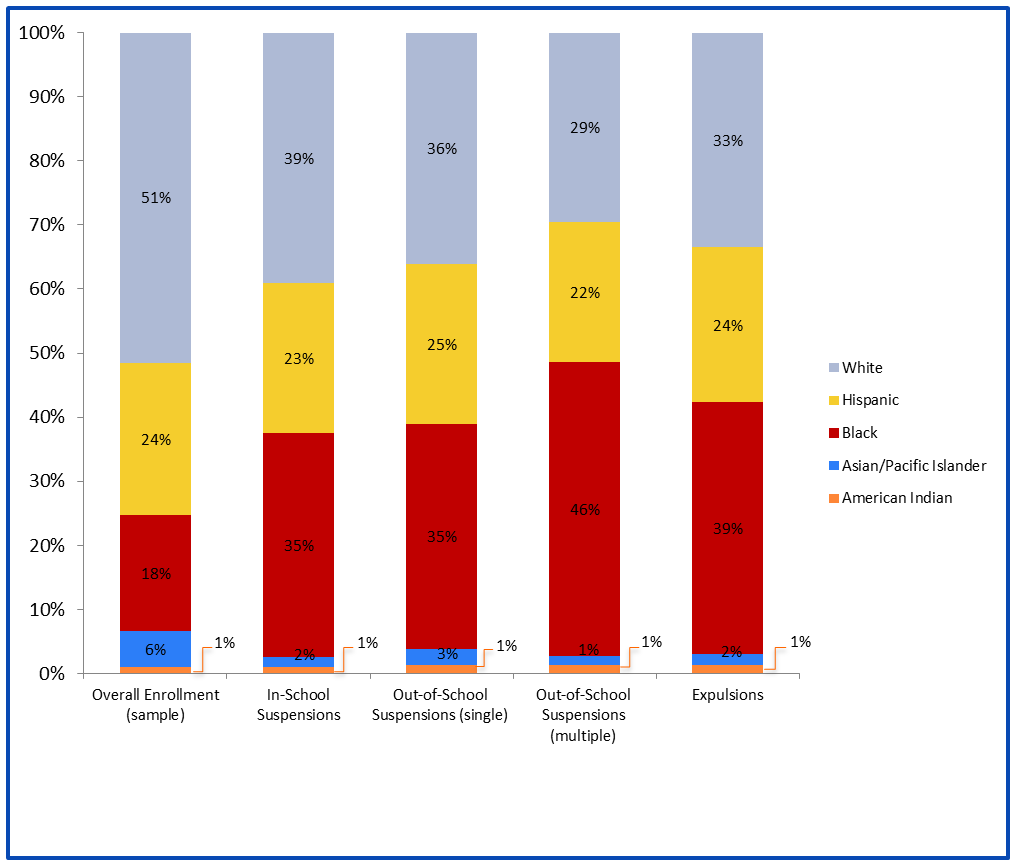 100%
90%
80%
70%
60%
50%
40%
30%
20%
10%
0%
51%
24%
18%
6%
1%
39%
23%
35%
2%
1%
36%
25%
35%
3%
1%
29%
22%
46%
1%
1%
33%
24%
39%
2%
1%
Overall Enrollment
(sample)
In-School
Suspensions
Out-of-School
Suspensions (single)
Out-of-School
Suspensions
(multiple)
Expulsions
White
Hispanic
Black
Asian/Pacific Islander
American Indian